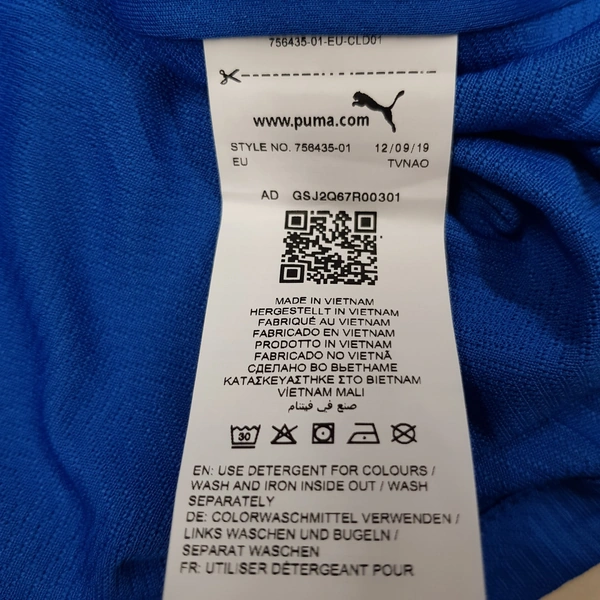 756435-01-EU-CLD01
www.puma.com
STYLE NO. 756435-01 12/09/19
EU TVNAO
AD GSJ2Q67R00301
MADE IN VIETNAM
HERGESTELLT IN VIETNAM
FABRIQUÉ AU VIETNAM
FABRICADO EN VIETNAM
PRODOTTO IN VIETNAM
FABRICADO NO VIETNÃ
СДЕЛАНО ВО ВЬЕТНАМЕ
ΚΑΤΑΣΚΕΥΑΣΤΗΚΕ ΣΤΟ ΒΙΕΤΝΑΜ
VİETNAM MALI
صنع في فيتنام
30
EN: USE DETERGENT FOR COLOURS /
WASH AND IRON INSIDE OUT / WASH
SEPARATELY
DE: COLORWASCHMITTEL VERWENDEN /
LINKS WASCHEN UND BUGELN /
SEPARAT WASCHEN
FR: UTILISER DÉTERGEANT POUR